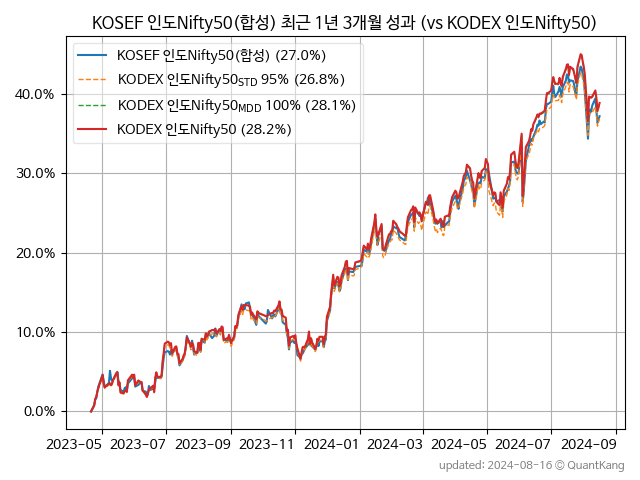 KOSEF 인도Nifty50(합성) 최근 1년 3개월 성과 (vs KODEX 인도Nifty50)
KOSEF 인도Nifty50(합성) (27.0%)
KODEX 인도Nifty50STD 95% (26.8%)
KODEX 인도Nifty50MDD 100% (28.1%)
KODEX 인도Nifty50 (28.2%)
40.0%
30.0%
20.0%
10.0%
0.0%
2023-05 2023-07 2023-09 2023-11 2024-01 2024-03 2024-05 2024-07 2024-09
updated: 2024-08-16 © QuantKang